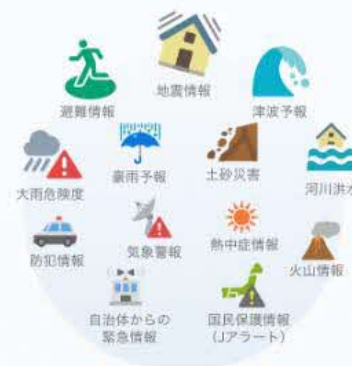 地震情報
避難情報
津波予報
大雨危険度
豪雨予報
土砂災害
河川洪水
防犯情報
気象警報
熱中症情報
火山情報
自治体からの
緊急情報
国民保護情報
(Jアラート)